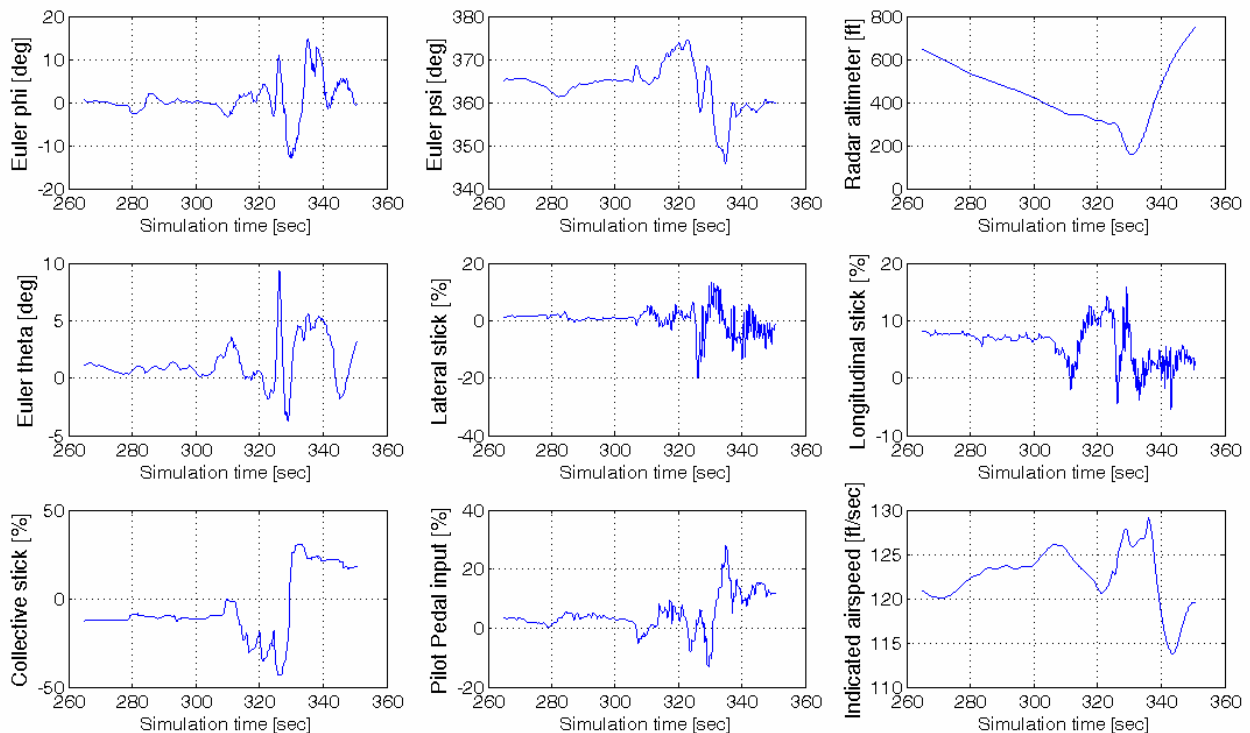 Euler phi [deg]
20
10
0
-10
-20
260 280 300 320 340 360
Simulation time [sec]
Euler psi [deg]
380
370
360
350
340
260 280 300 320 340 360
Simulation time [sec]
Radar altimeter [ft]
800
600
400
200
0
260 280 300 320 340 360
Simulation time [sec]
Euler theta [deg]
10
5
0
-5
260 280 300 320 340 360
Simulation time [sec]
Lateral stick [%]
20
0
-20
-40
260 280 300 320 340 360
Simulation time [sec]
Longitudinal stick [%]
20
10
0
-10
260 280 300 320 340 360
Simulation time [sec]
Collective stick [%]
50
0
-50
260 280 300 320 340 360
Simulation time [sec]
Pilot Pedal input [%]
40
20
0
-20
260 280 300 320 340 360
Simulation time [sec]
Indicated airspeed [ft/sec]
130
125
120
115
110
260 280 300 320 340 360
Simulation time [sec]